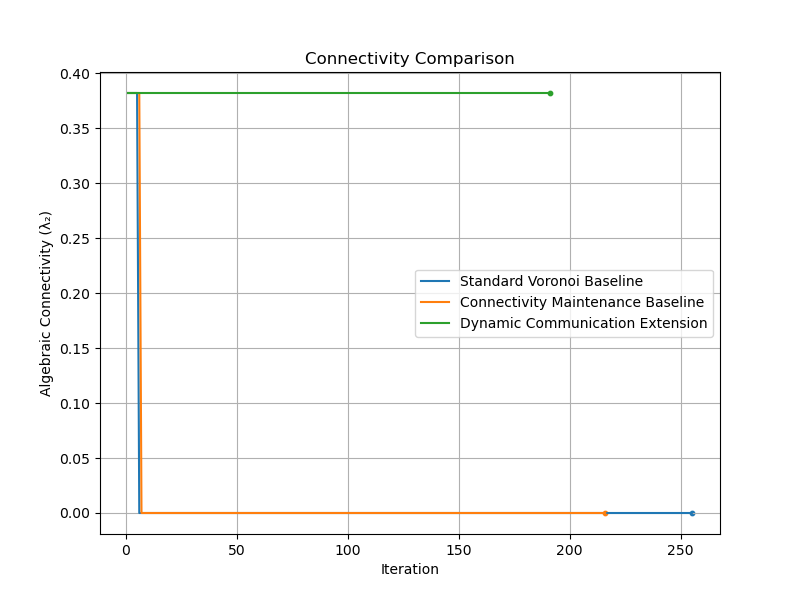 Connectivity Comparison
Algebraic Connectivity (λ₂)
0.40
0.35
0.30
0.25
0.20
0.15
0.10
0.05
0.00
Standard Voronoi Baseline
Connectivity Maintenance Baseline
Dynamic Communication Extension
0 50 100 150 200 250
Iteration